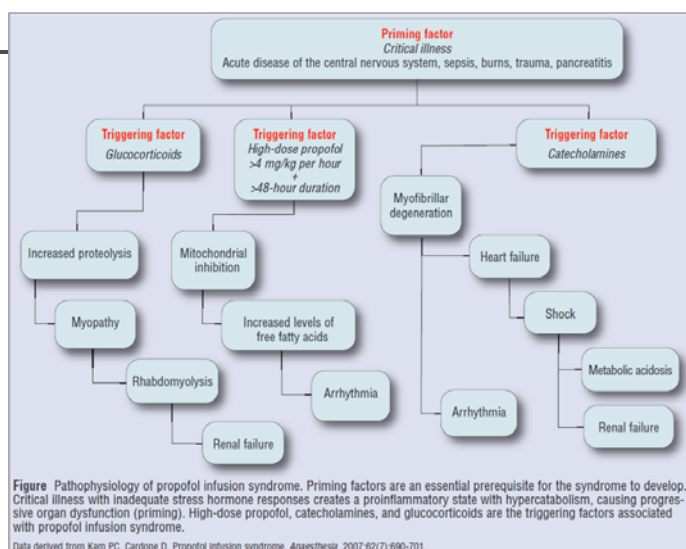 Priming factor
Critical illness
Acute disease of the central nervous system, sepsis, burns, trauma, pancreatitis
Triggering factor
Glucocorticoids
Triggering factor
High-dose propofol
>4 mg/kg per hour
+
>48-hour duration
Triggering factor
Catecholamines
Myofibrillar
degeneration
Increased proteolysis
Mitochondrial
inhibition
Heart failure
Myopathy
Increased levels of
free fatty acids
Shock
Rhabdomyolysis
Arrhythmia
Metabolic acidosis
Arrhythmia
Renal failure
Renal failure
Figure Pathophysiology of propofol infusion syndrome. Priming factors are an essential prerequisite for the syndrome to develop.
Critical illness with inadequate stress hormone responses creates a proinflammatory state with hypercatabolism, causing progres-
sive organ dysfunction (priming). High-dose propofol, catecholamines, and glucocorticoids are the triggering factors associated
with propofol infusion syndrome.
Data derived from Kam PC, Cardone D. Propofol infusion syndrome. Anaesthesia. 2007;62(7):690-701.